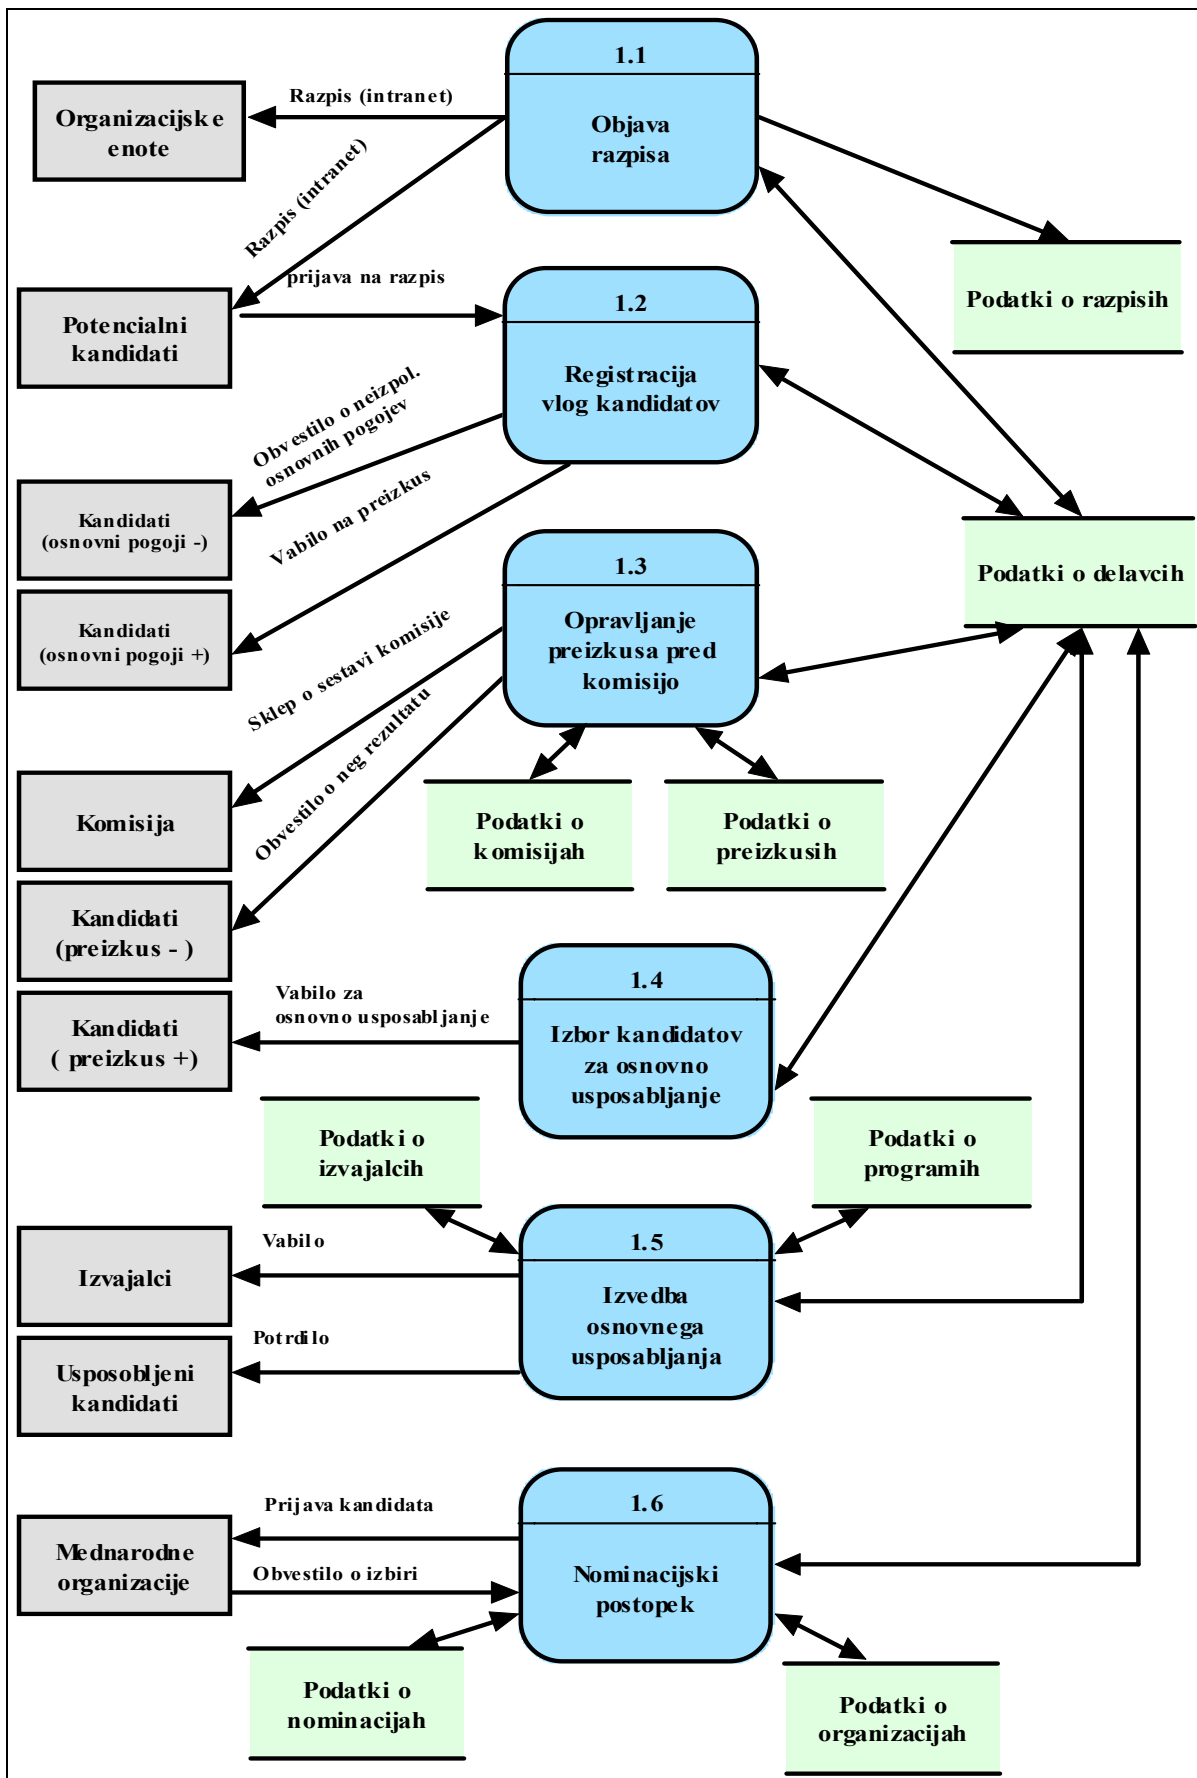 1.1
Objava
razpisa
Razpis (intranet)
Organizacijske
enote
Razpis (intranet)
Podatki o razpisih
prijava na razpis
Potencialni
kandidati
1.2
Registracija
vlog kandidatov
Obvestilo o neizpol.
osnovnih pogojev
Vabilo na preizkus
Kandidati
(osnovni pogoji -)
Kandidati
(osnovni pogoji +)
Podatki o delavcih
1.3
Opravljanje
preizkusa pred
komisijo
Sklep o sestavi komisije
Obvestilo o neg rezultatu
Komisija
Podatki o
komisijah
Podatki o
preizkusih
Kandidati
(preizkus - )
Kandidati
( preizkus +)
Vabilo za
osnovno usposabljanje
1.4
Izbor kandidatov
za osnovno
usposabljanje
Podatki o
izvajalcih
Podatki o
programih
1.5
Izvedba
osnovnega
usposabljanja
Vabilo
Izvajalci
Potrdilo
Usposobljeni
kandidati
1.6
Nominacijski
postopek
Prijava kandidata
Mednarodne
organizacije
Obvestilo o izbiri
Podatki o
nominacijah
Podatki o
organizacijah